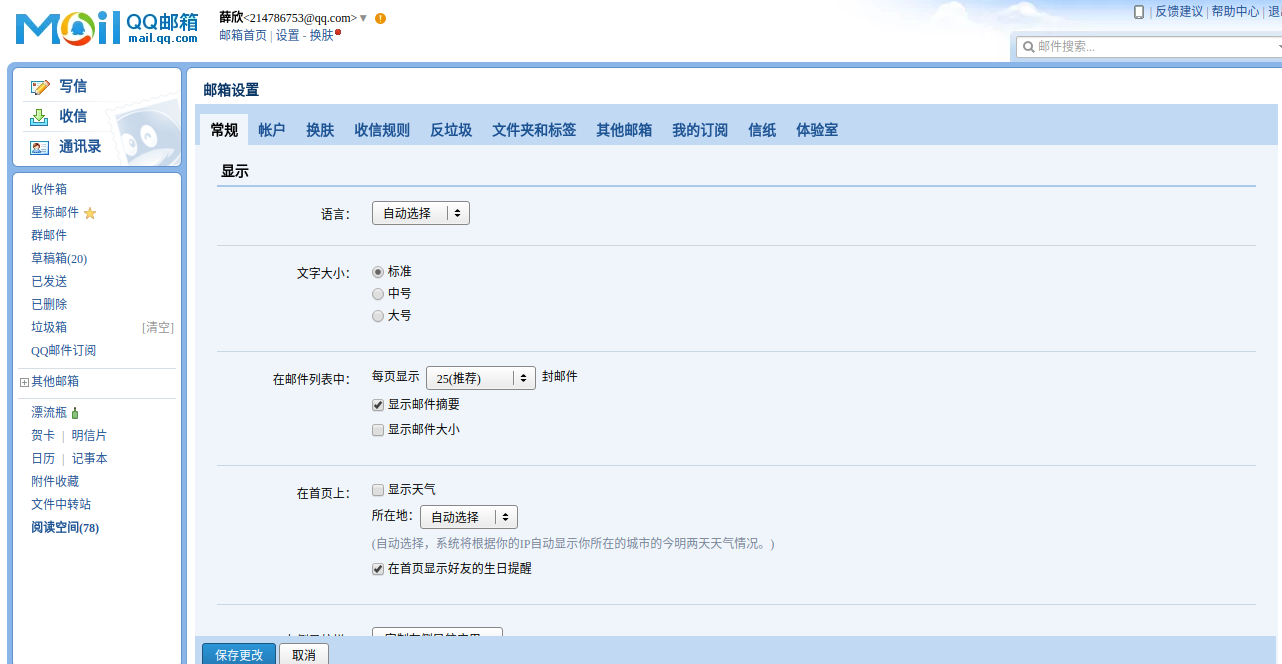 Mail QQ邮箱
mail.qq.com
薛欣<214786753@qq.com>
邮箱首页 | 设置 - 换肤
| 反馈建议 | 帮助中心 |
邮件搜索...
写信
收信
通讯录
收件箱
星标邮件
群邮件
草稿箱(20)
已发送
已删除
垃圾箱 [清空]
QQ邮件订阅
其他邮箱
漂流瓶
贺卡 | 明信片
日历 | 记事本
附件收藏
文件中转站
阅读空间(78)
邮箱设置
常规 帐户 换肤 收信规则 反垃圾 文件夹和标签 其他邮箱 我的订阅 信纸 体验室
显示
语言: 自动选择
文字大小: 标准
中号
大号
在邮件列表中: 每页显示 25(推荐) 封邮件
显示邮件摘要
显示邮件大小
在首页上: 显示天气
所在地: 自动选择
(自动选择，系统将根据你的IP自动显示你所在的城市的今明两天天气情况。)
在首页显示好友的生日提醒
保存更改 取消